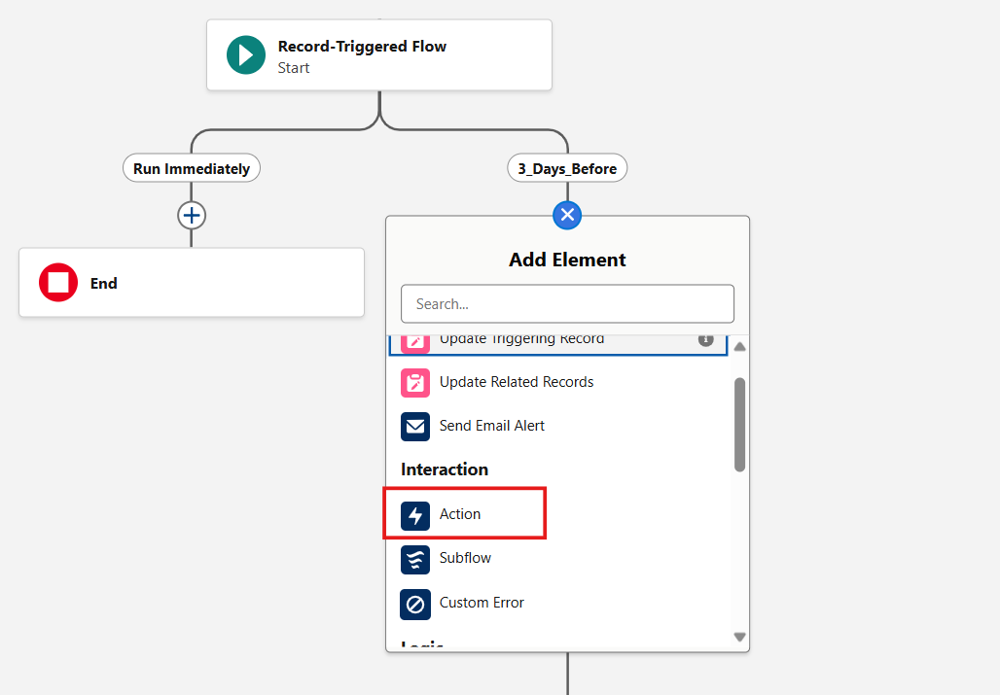 Record-Triggered Flow
Start
Run Immediately
3_Days_Before
End
Add Element
Search...
Update Triggering Record
Update Related Records
Send Email Alert
Interaction
Action
Subflow
Custom Error
Logic